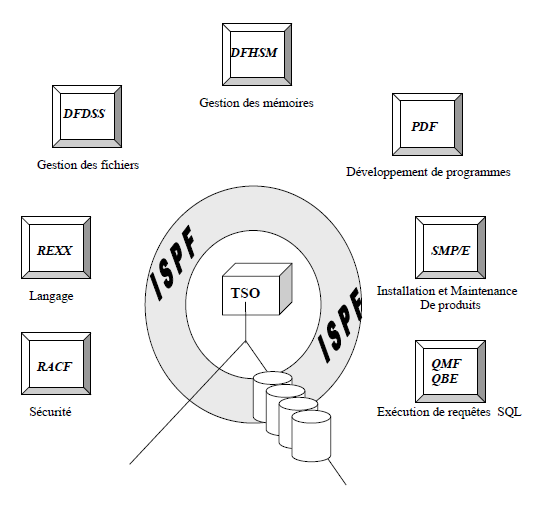 DFHSM
Gestion des mémoires
DFDSS
Gestion des fichiers
PDF
Développement de programmes
REXX
Langage
ISPF
TSO
ISPF
SMP/E
Installation et Maintenance
De produits
RACF
Sécurité
QMF
QBE
Exécution de requêtes SQL